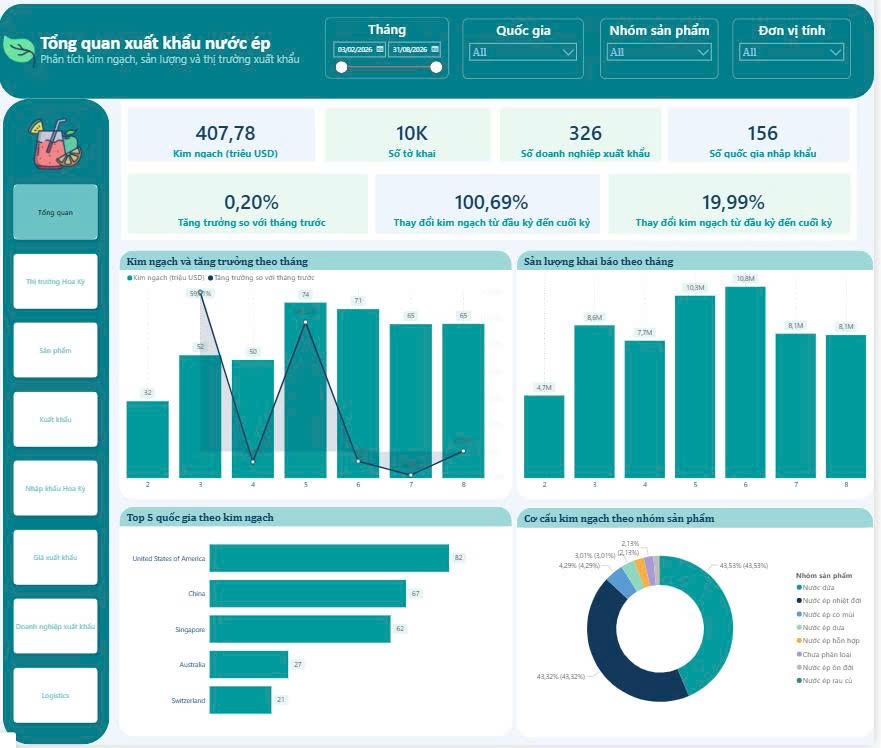 Tổng quan xuất khẩu nước ép
Phân tích kim ngạch, sản lượng và thị trường xuất khẩu
Tháng
03/02/2026 31/08/2026
Quốc gia
All
Nhóm sản phẩm
All
Đơn vị tính
All
Tổng quan
Thị trường Hoa Kỳ
Sản phẩm
Xuất khẩu
Nhập khẩu Hoa Kỳ
Giá xuất khẩu
Doanh nghiệp xuất khẩu
Logistics
407,78
Kim ngạch (triệu USD)
10K
Số tờ khai
326
Số doanh nghiệp xuất khẩu
156
Số quốc gia nhập khẩu
0,20%
Tăng trưởng so với tháng trước
100,69%
Thay đổi kim ngạch từ đầu kỳ đến cuối kỳ
19,99%
Thay đổi kim ngạch từ đầu kỳ đến cuối kỳ
Kim ngạch và tăng trưởng theo tháng
Kim ngạch (triệu USD) Tăng trưởng so với tháng trước
32
52
50
74
71
65
65
2 3 4 5 6 7 8
Sản lượng khai báo theo tháng
4,7M
8,6M
7,7M
10,3M
10,8M
8,1M
8,1M
2 3 4 5 6 7 8
Top 5 quốc gia theo kim ngạch
United States of America 82
China 67
Singapore 62
Australia 27
Switzerland 21
Cơ cấu kim ngạch theo nhóm sản phẩm
2,13%
(2,13%)
3,01% (3,01%)
4,29% (4,29%)
43,53% (43,53%)
43,32% (43,32%)
Nhóm sản phẩm
Nước dừa
Nước ép nhiệt đới
Nước ép có múi
Nước ép dưa
Nước ép hỗn hợp
Chưa phân loại
Nước ép ôn đới
Nước ép rau củ